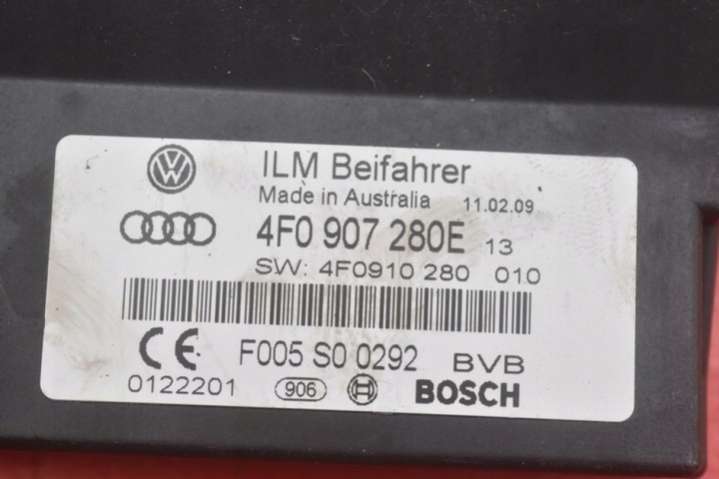 ILM Beifahrer
Made in Australia 11.02.09
4F0 907 280E 13
SW: 4F0910 280 010
CE F005 S0 0292 BVB
0122201 906 BOSCH